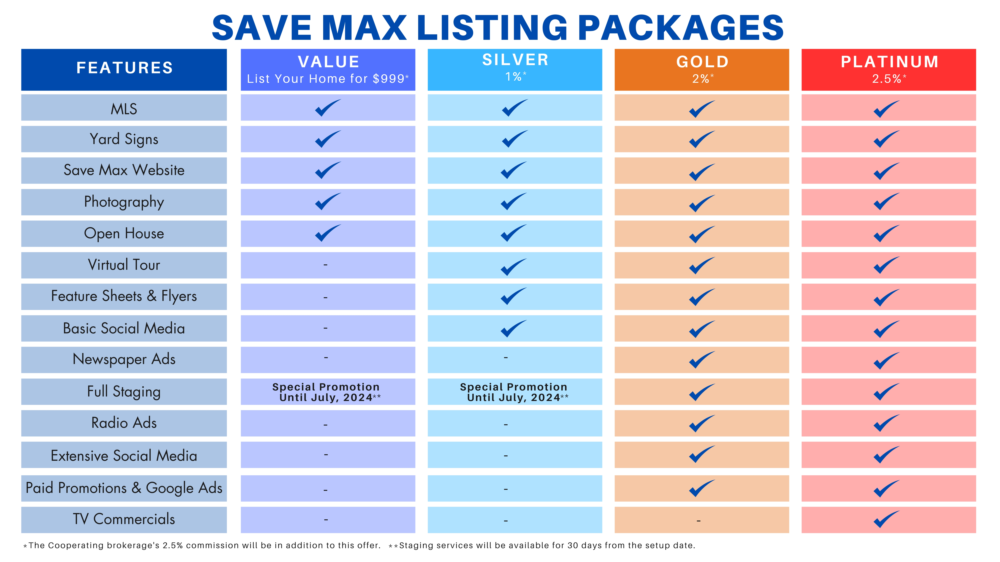 SAVE MAX LISTING PACKAGES
FEATURES
VALUE
List Your Home for $999*
SILVER
1%*
GOLD
2%*
PLATINUM
2.5%*
MLS
Yard Signs
Save Max Website
Photography
Open House
Virtual Tour
-
Feature Sheets & Flyers
-
Basic Social Media
-
Newspaper Ads
-
-
Full Staging
Special Promotion
Until July, 2024**
Special Promotion
Until July, 2024**
Radio Ads
-
-
Extensive Social Media
-
-
Paid Promotions & Google Ads
-
-
TV Commercials
-
-
-
*The Cooperating brokerage's 2.5% commission will be in addition to this offer. **Staging services will be available for 30 days from the setup date.